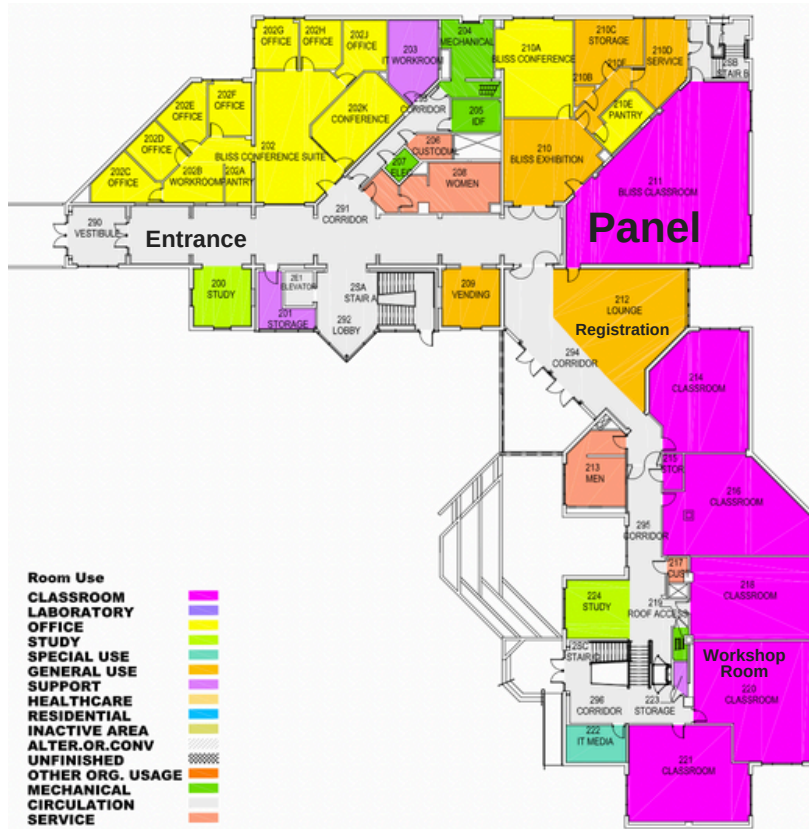 202G
OFFICE
202H
OFFICE
202J
OFFICE
203
IT WORKROOM
204
MECHANICAL
210A
BLISS CONFERENCE
210C
STORAGE
210F
210D
SERVICE
2SB
STAIR B
210B
202E
OFFICE
202F
OFFICE
202K
CONFERENCE
CORRIDOR
205
IDF
210E
PANTRY
202D
OFFICE
202
BLISS CONFERENCE SUITE
206
CUSTODIAL
207
ELEC
210
BLISS EXHIBITION
202C
OFFICE
202B
WORKROOM
202A
PANTRY
208
WOMEN
211
BLISS CLASSROOM
290
VESTIBULE
Entrance
291
CORRIDOR
Panel
200
STUDY
2E1
ELEVATOR
201
STORAGE
2SA
STAIR A
292
LOBBY
209
VENDING
212
LOUNGE
Registration
294
CORRIDOR
214
CLASSROOM
213
MEN
215
STOR
216
CLASSROOM
295
CORRIDOR
217
CUST
218
CLASSROOM
224
STUDY
219
ROOF ACCESS
2SC
STAIR C
Workshop
Room
220
CLASSROOM
296
CORRIDOR
223
STORAGE
222
IT MEDIA
221
CLASSROOM
Room Use
CLASSROOM
LABORATORY
OFFICE
STUDY
SPECIAL USE
GENERAL USE
SUPPORT
HEALTHCARE
RESIDENTIAL
INACTIVE AREA
ALTER.OR.CONV
UNFINISHED
OTHER ORG. USAGE
MECHANICAL
CIRCULATION
SERVICE